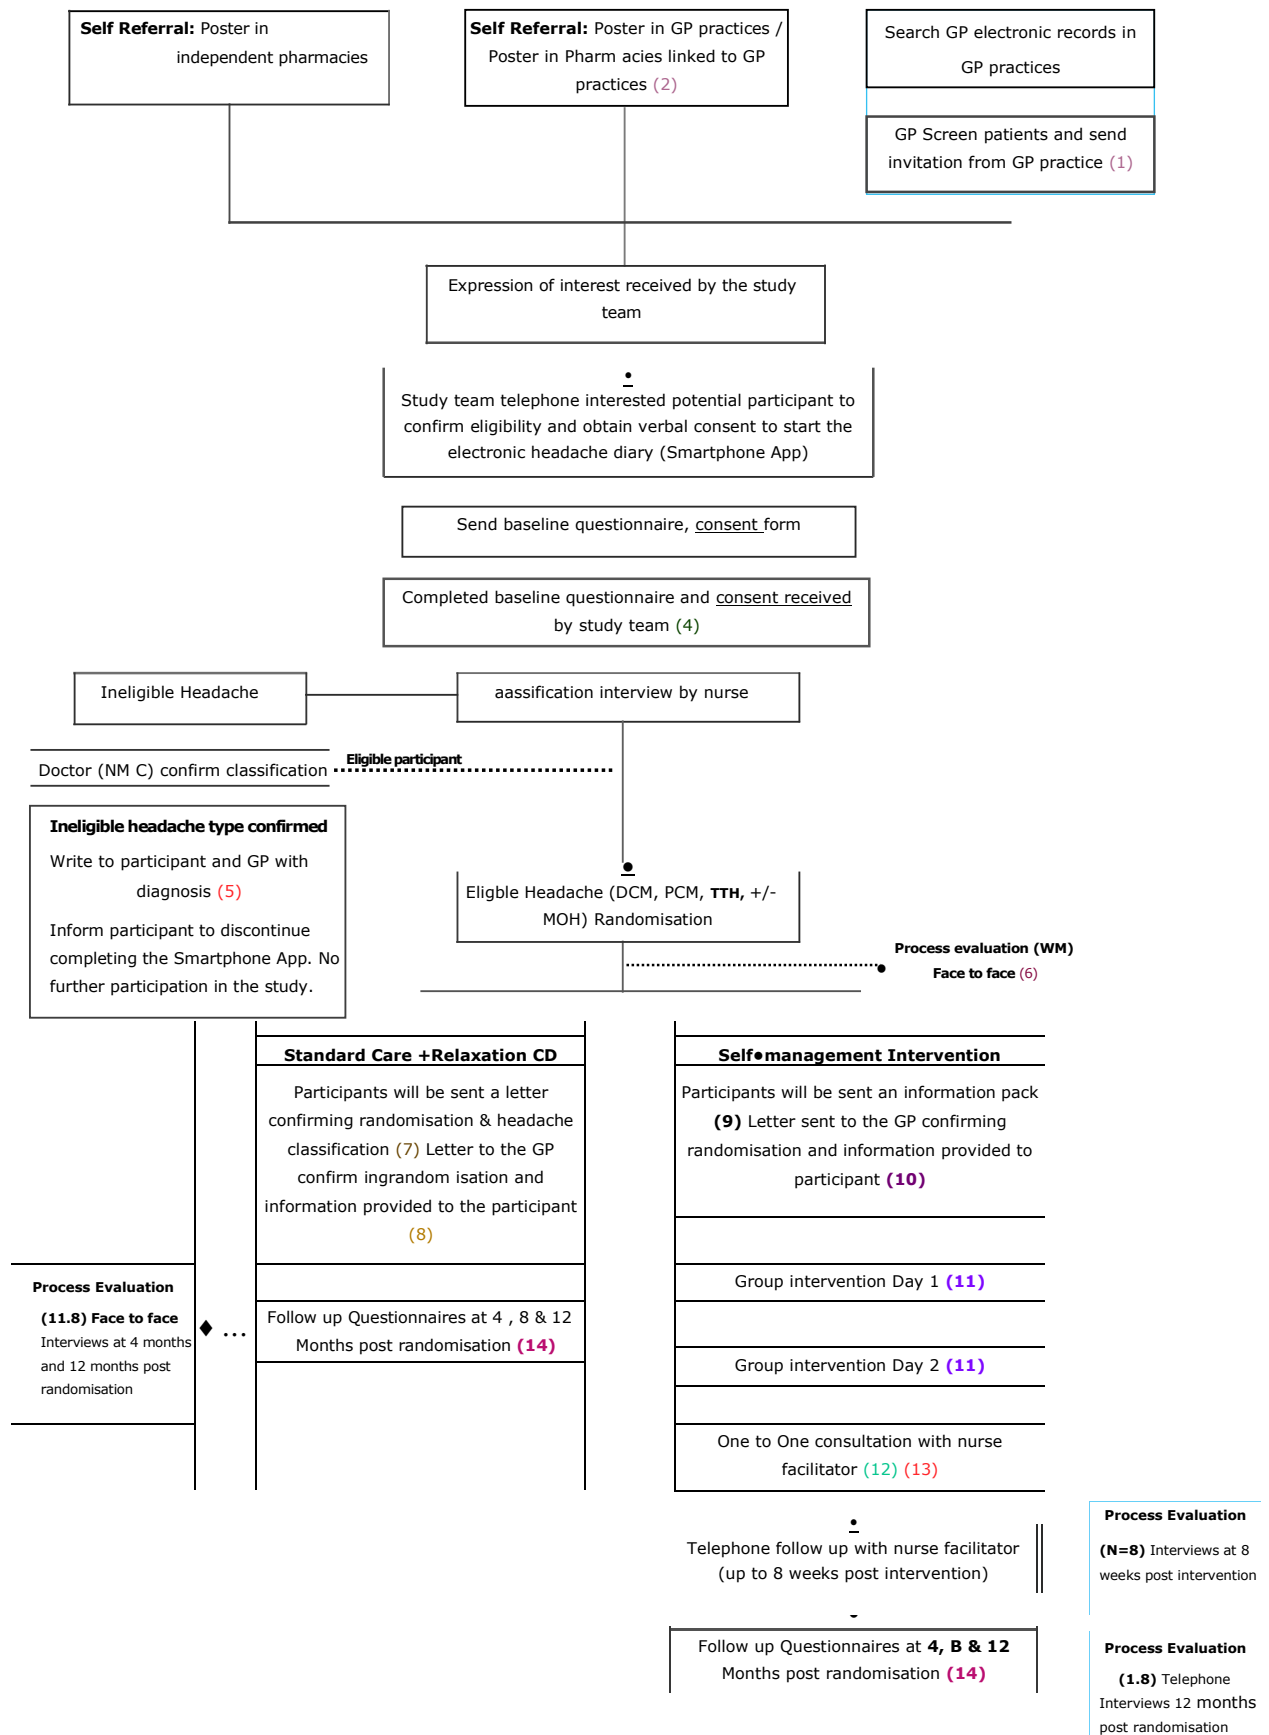 Self Referral: Poster in
independent pharmacies
Self Referral: Poster in GP practices /
Poster in Pharm acies linked to GP
practices (2)
Search GP electronic records in
GP practices
GP Screen patients and send
invitation from GP practice (1)
Expression of interest received by the study
team
Study team telephone interested potential participant to
confirm eligibility and obtain verbal consent to start the
electronic headache diary (Smartphone App)
Send baseline questionnaire, consent form
Completed baseline questionnaire and consent received
by study team (4)
Ineligible Headache
aassification interview by nurse
Doctor (NM C) confirm classification
Eligible participant
Ineligible headache type confirmed
Write to participant and GP with
diagnosis (5)
Inform participant to discontinue
completing the Smartphone App. No
further participation in the study.
Eligble Headache (DCM, PCM, TTH, +/-
MOH) Randomisation
Process evaluation (WM)
Face to face (6)
Standard Care +Relaxation CD
Participants will be sent a letter
confirming randomisation & headache
classification (7) Letter to the GP
confirm ingrandom isation and
information provided to the participant
(8)
Self●management Intervention
Participants will be sent an information pack
(9) Letter sent to the GP confirming
randomisation and information provided to
participant (10)
Process Evaluation
(11.8) Face to face
Interviews at 4 months
and 12 months post
randomisation
♦ ...
Follow up Questionnaires at 4 , 8 & 12
Months post randomisation (14)
Group intervention Day 1 (11)
Group intervention Day 2 (11)
One to One consultation with nurse
facilitator (12) (13)
Telephone follow up with nurse facilitator
(up to 8 weeks post intervention)
Process Evaluation
(N=8) Interviews at 8
weeks post intervention
Follow up Questionnaires at 4, B & 12
Months post randomisation (14)
Process Evaluation
(1.8) Telephone
Interviews 12 months
post randomisation